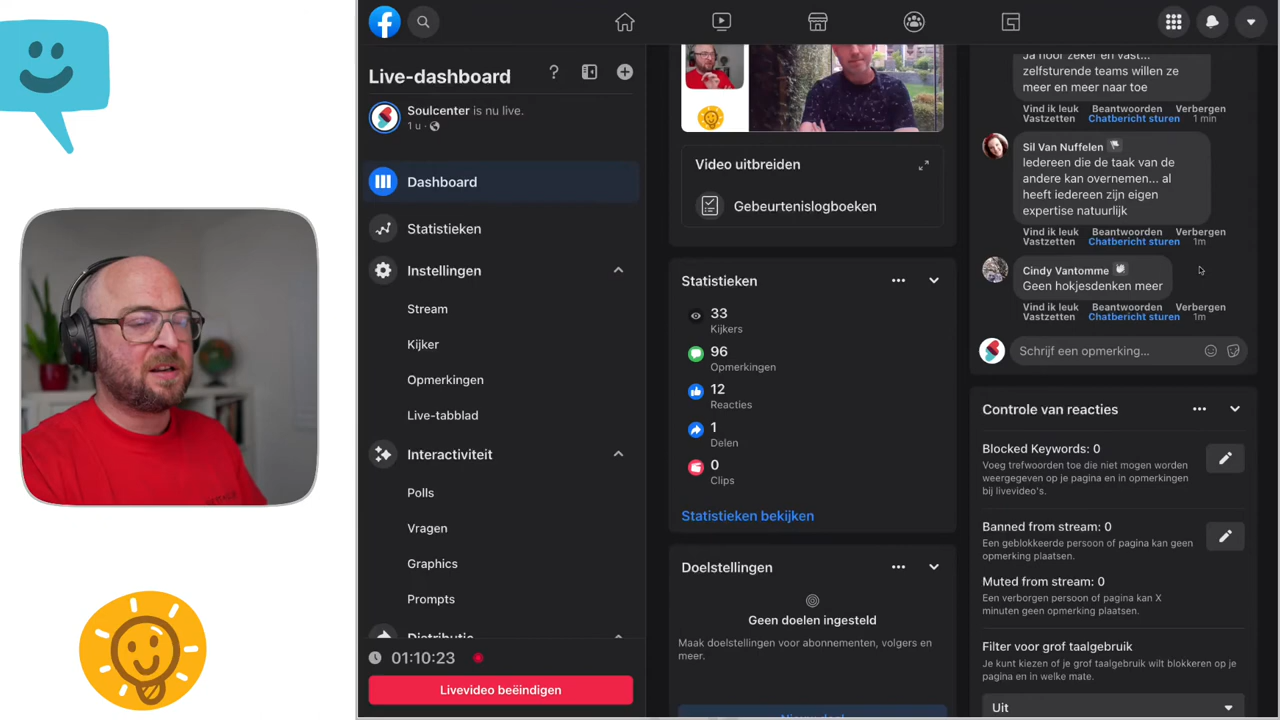 Live-dashboard
Soulcenter is nu live.
1 u
Dashboard
Statistieken
Instellingen
Stream
Kijker
Opmerkingen
Live-tabblad
Interactiviteit
Polls
Vragen
Graphics
Prompts
Distributie
01:10:23
Livevideo beëindigen
Video uitbreiden
Gebeurtenislogboeken
Statistieken
33
Kijkers
96
Opmerkingen
12
Reacties
1
Delen
0
Clips
Statistieken bekijken
Doelstellingen
Geen doelen ingesteld
Maak doelstellingen voor abonnementen, volgers en
meer.
Ja hoor zeker en vast...
zelfsturende teams willen ze
meer en meer naar toe
Vind ik leuk Beantwoorden Verbergen
Vastzetten Chatbericht sturen 1 min
Sil Van Nuffelen
Iedereen die de taak van de
andere kan overnemen... al
heeft iedereen zijn eigen
expertise natuurlijk
Vind ik leuk Beantwoorden Verbergen
Vastzetten Chatbericht sturen 1m
Cindy Vantomme
Geen hokjesdenken meer
Vind ik leuk Beantwoorden Verbergen
Vastzetten Chatbericht sturen 1m
Schrijf een opmerking...
Controle van reacties
Blocked Keywords: 0
Voeg trefwoorden toe die niet mogen worden
weergegeven op je pagina en in opmerkingen
bij livevideo's.
Banned from stream: 0
Een geblokkeerde persoon of pagina kan geen
opmerking plaatsen.
Muted from stream: 0
Een verborgen persoon of pagina kan X
minuten geen opmerking plaatsen.
Filter voor grof taalgebruik
Je kunt kiezen of je grof taalgebruik wilt blokkeren op je
pagina en in welke mate.
Uit